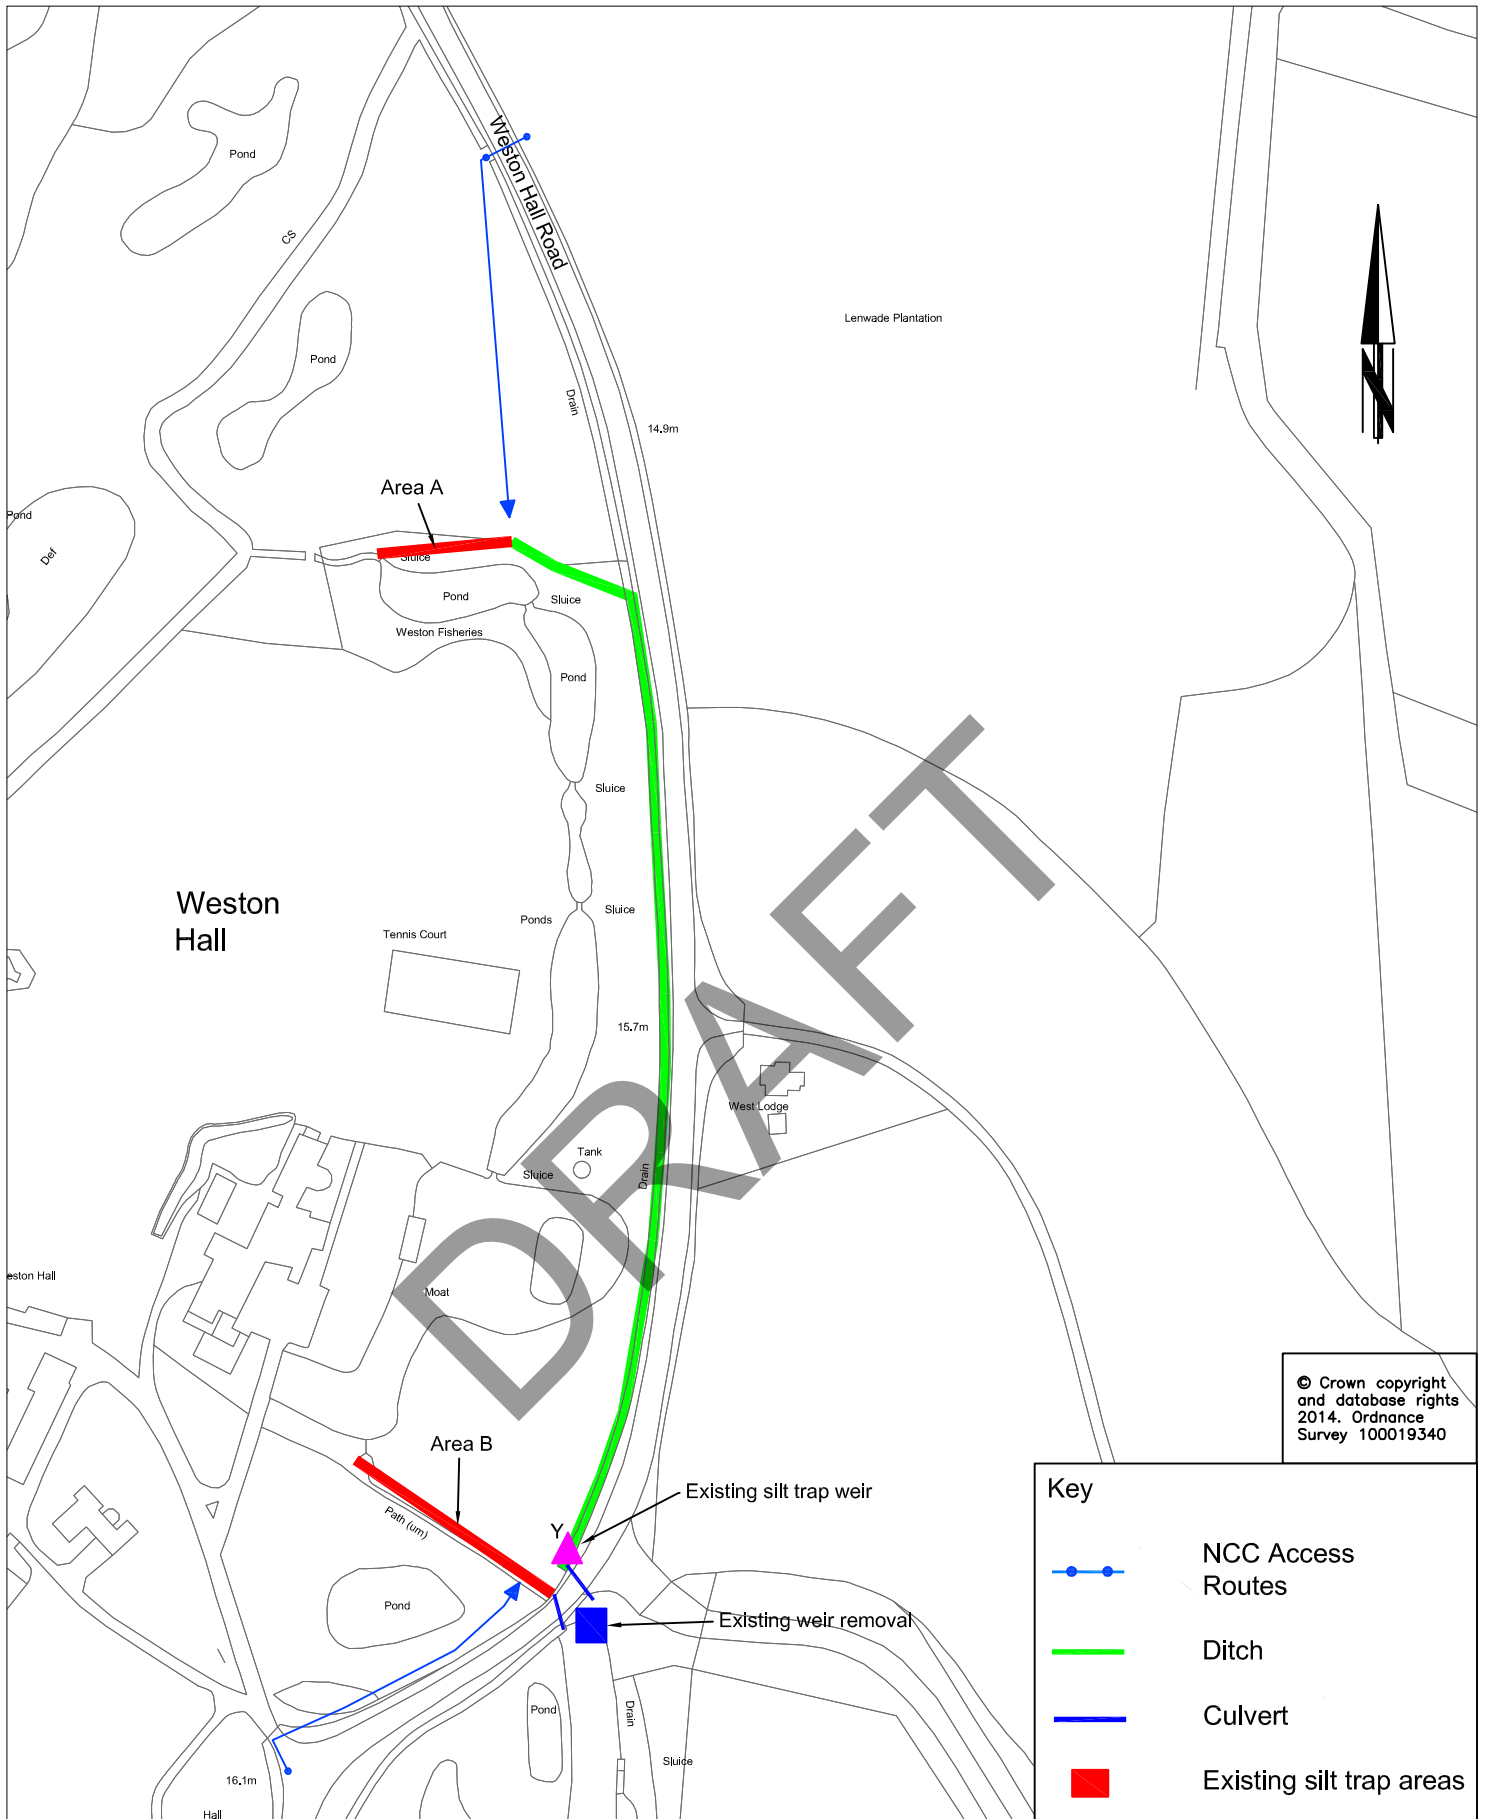 Pond
Weston Hall Road
Cs
Lenwade Plantation
Pond
Drain
14.9m
N
Area A
Pond
Def
Sluice
Pond
Sluice
Weston Fisheries
Pond
Sluice
Weston
Hall
Ponds
Sluice
Tennis Court
15.7m
West Lodge
Tank
Sluice
Drain
DRAFT
eston Hall
Moat
© Crown copyright
and database rights
2014. Ordnance
Survey 100019340
Area B
Existing silt trap weir
Path (um)
Y
Key
NCC Access
Routes
Pond
Existing weir removal
Ditch
Pond
Drain
Culvert
Sluice
16.1m
Existing silt trap areas
Hall